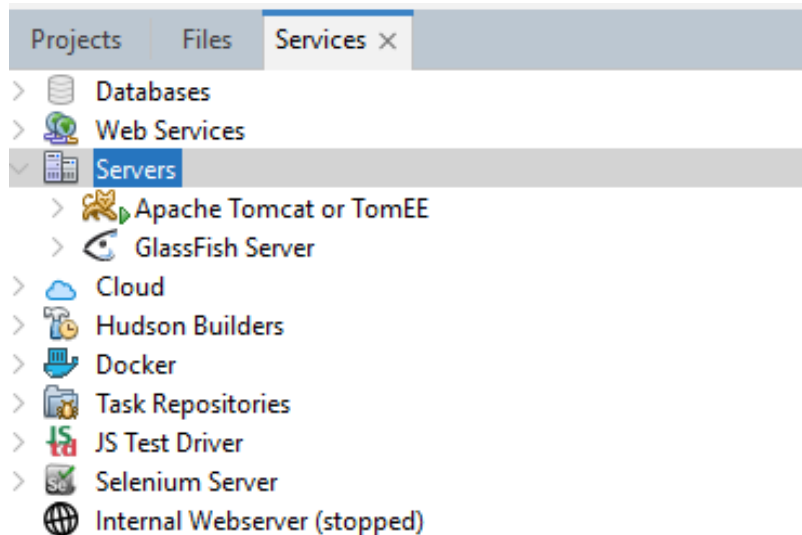 Projects Files Services
Databases
Web Services
Servers
Apache Tomcat or TomEE
GlassFish Server
Cloud
Hudson Builders
Docker
Task Repositories
JS Test Driver
Selenium Server
Internal Webserver (stopped)